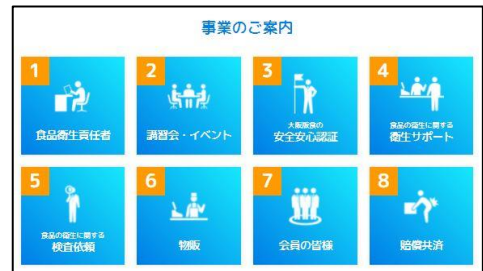 事業のご案内
1
食品衛生責任者
2
講習会・イベント
3
大阪版食の
安全安心認証
4
食品の衛生に関する
衛生サポート
5
食品の衛生に関する
検査依頼
6
物販
7
会員の皆様
8
賠償共済